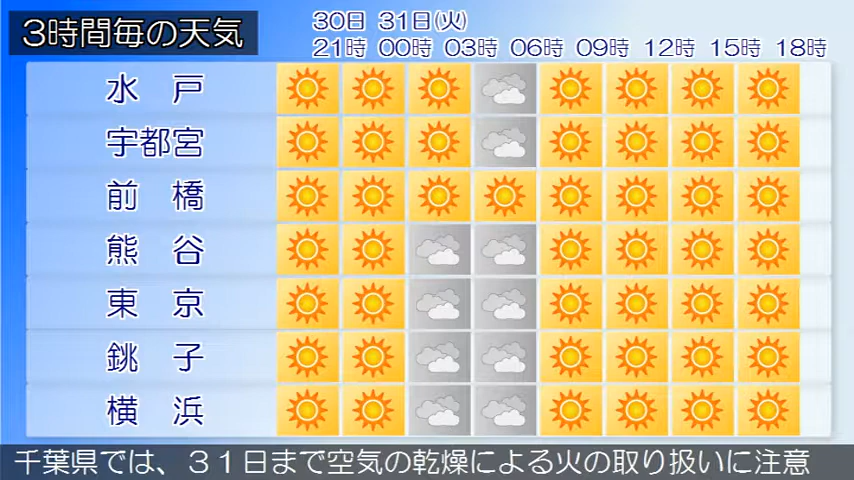 3時間毎の天気
30日 31日(火)
21時 00時 03時 06時 09時 12時 15時 18時
水 戸
宇都宮
前 橋
熊 谷
東 京
銚 子
横 浜
千葉県では、３１日まで空気の乾燥による火の取り扱いに注意